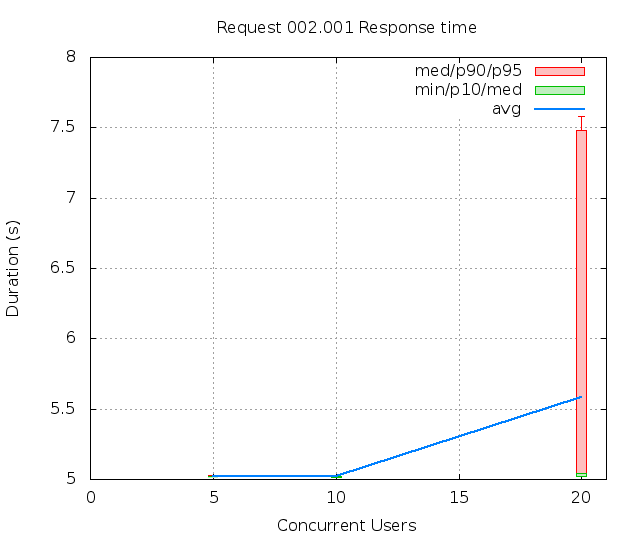 Request 002.001 Response time
med/p90/p95
min/p10/med
avg
8
7.5
7
6.5
6
5.5
5
Duration (s)
0 5 10 15 20
Concurrent Users